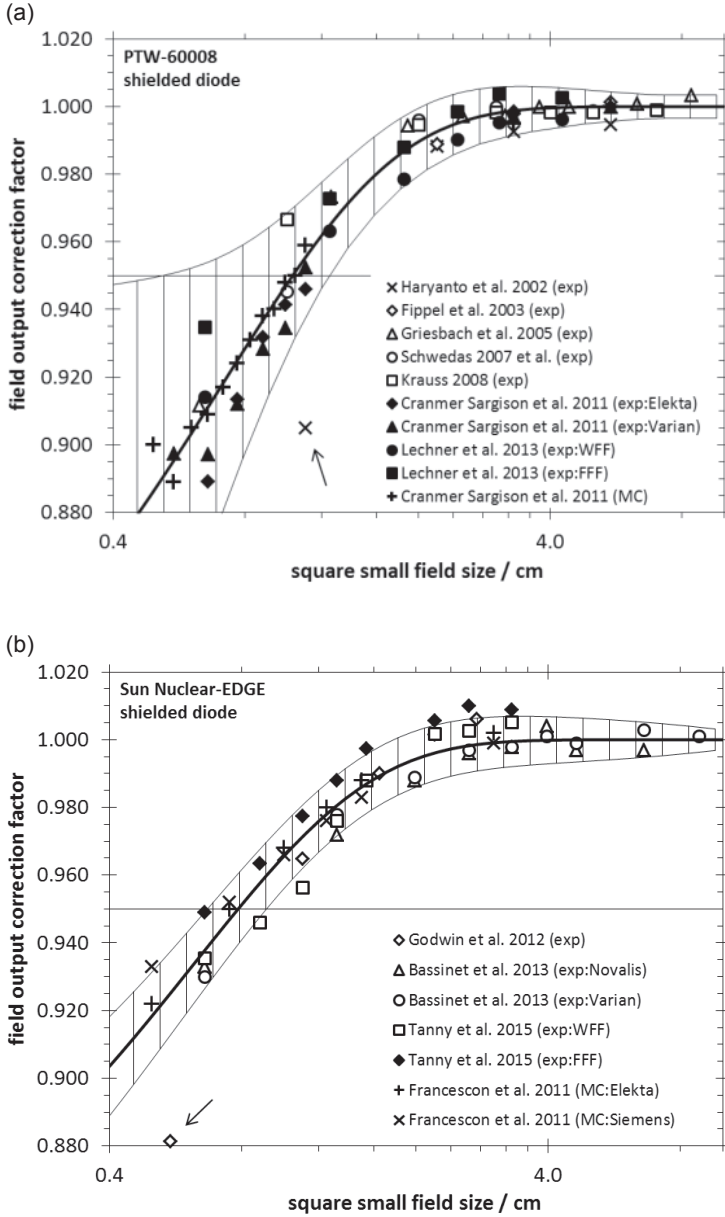 (a)
1.020
PTW-60008
shielded diode
1.000
0.980
0.960
0.940
0.920
0.900
0.880
field output correction factor
× Haryanto et al. 2002 (exp)
◇ Fippel et al. 2003 (exp)
△ Griesbach et al. 2005 (exp)
○ Schwedas 2007 et al. (exp)
□ Krauss 2008 (exp)
◆ Cranmer Sargison et al. 2011 (exp:Elekta)
▲ Cranmer Sargison et al. 2011 (exp:Varian)
● Lechner et al. 2013 (exp:WFF)
■ Lechner et al. 2013 (exp:FFF)
+ Cranmer Sargison et al. 2011 (MC)
0.4
4.0
square small field size / cm
(b)
1.020
Sun Nuclear-EDGE
shielded diode
1.000
0.980
0.960
0.940
0.920
0.900
0.880
field output correction factor
◇ Godwin et al. 2012 (exp)
△ Bassinet et al. 2013 (exp:Novalis)
○ Bassinet et al. 2013 (exp:Varian)
□ Tanny et al. 2015 (exp:WFF)
◆ Tanny et al. 2015 (exp:FFF)
+ Francescon et al. 2011 (MC:Elekta)
× Francescon et al. 2011 (MC:Siemens)
0.4
4.0
square small field size / cm